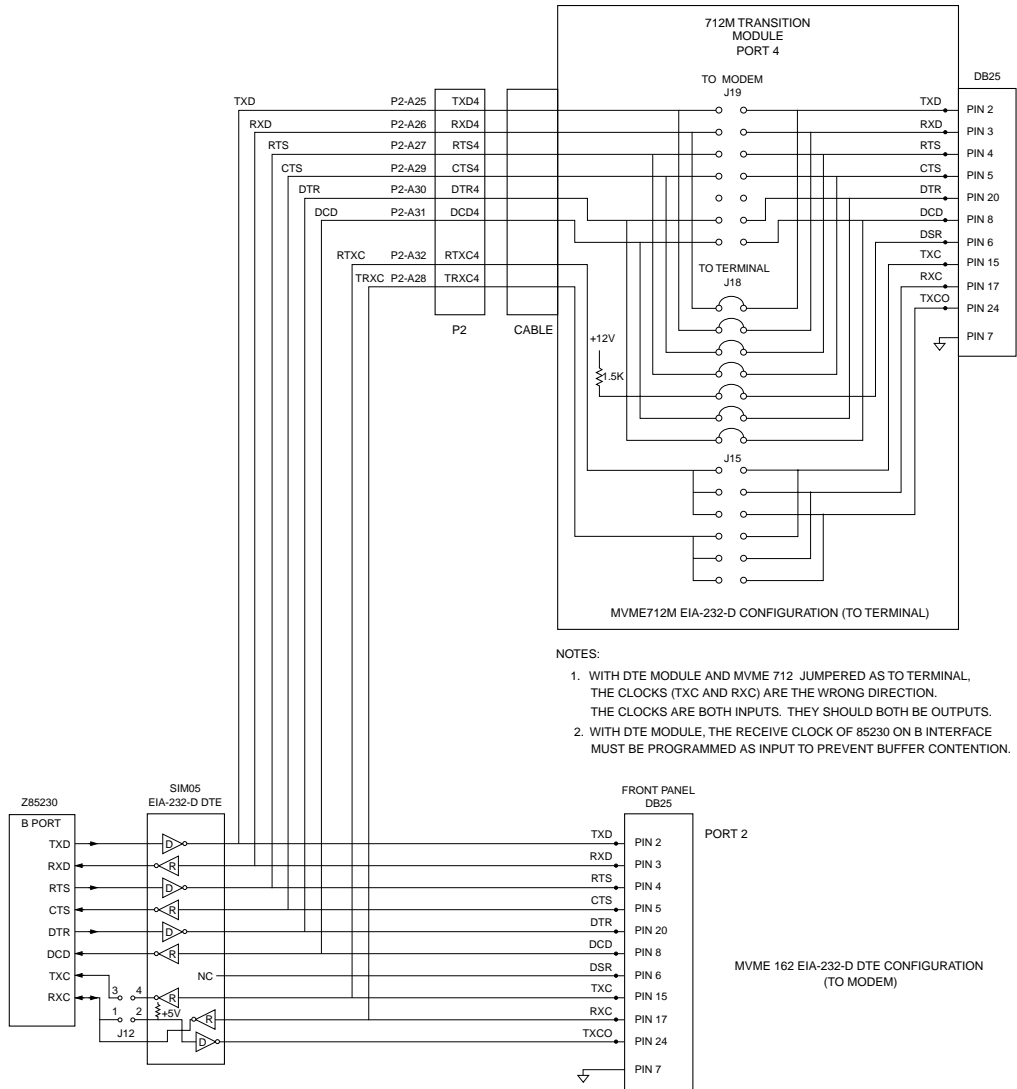 712M TRANSITION
MODULE
PORT 4
TO MODEM
J19
DB25
TXD P2-A25 TXD4 TXD PIN 2
RXD P2-A26 RXD4 RXD PIN 3
RTS P2-A27 RTS4 RTS PIN 4
CTS P2-A29 CTS4 CTS PIN 5
DTR P2-A30 DTR4 DTR PIN 20
DCD P2-A31 DCD4 DCD PIN 8
DSR PIN 6
RTXC P2-A32 RTXC4 TXC PIN 15
TO TERMINAL
J18
TRXC P2-A28 TRXC4 RXC PIN 17
TXCO PIN 24
P2 CABLE
+12V
PIN 7
1.5K
J15
MVME712M EIA-232-D CONFIGURATION (TO TERMINAL)
NOTES:
1. WITH DTE MODULE AND MVME 712 JUMPERED AS TO TERMINAL,
THE CLOCKS (TXC AND RXC) ARE THE WRONG DIRECTION.
THE CLOCKS ARE BOTH INPUTS. THEY SHOULD BOTH BE OUTPUTS.
2. WITH DTE MODULE, THE RECEIVE CLOCK OF 85230 ON B INTERFACE
MUST BE PROGRAMMED AS INPUT TO PREVENT BUFFER CONTENTION.
Z85230
SIM05
EIA-232-D DTE
FRONT PANEL
DB25
B PORT
PORT 2
TXD D TXD PIN 2
RXD R RXD PIN 3
RTS D RTS PIN 4
CTS R CTS PIN 5
DTR D DTR PIN 20
DCD R DCD PIN 8
TXC NC DSR PIN 6
RXC 3 4 R TXC PIN 15
1 2 +5V R RXC PIN 17
J12 D TXCO PIN 24
PIN 7
MVME 162 EIA-232-D DTE CONFIGURATION
(TO MODEM)